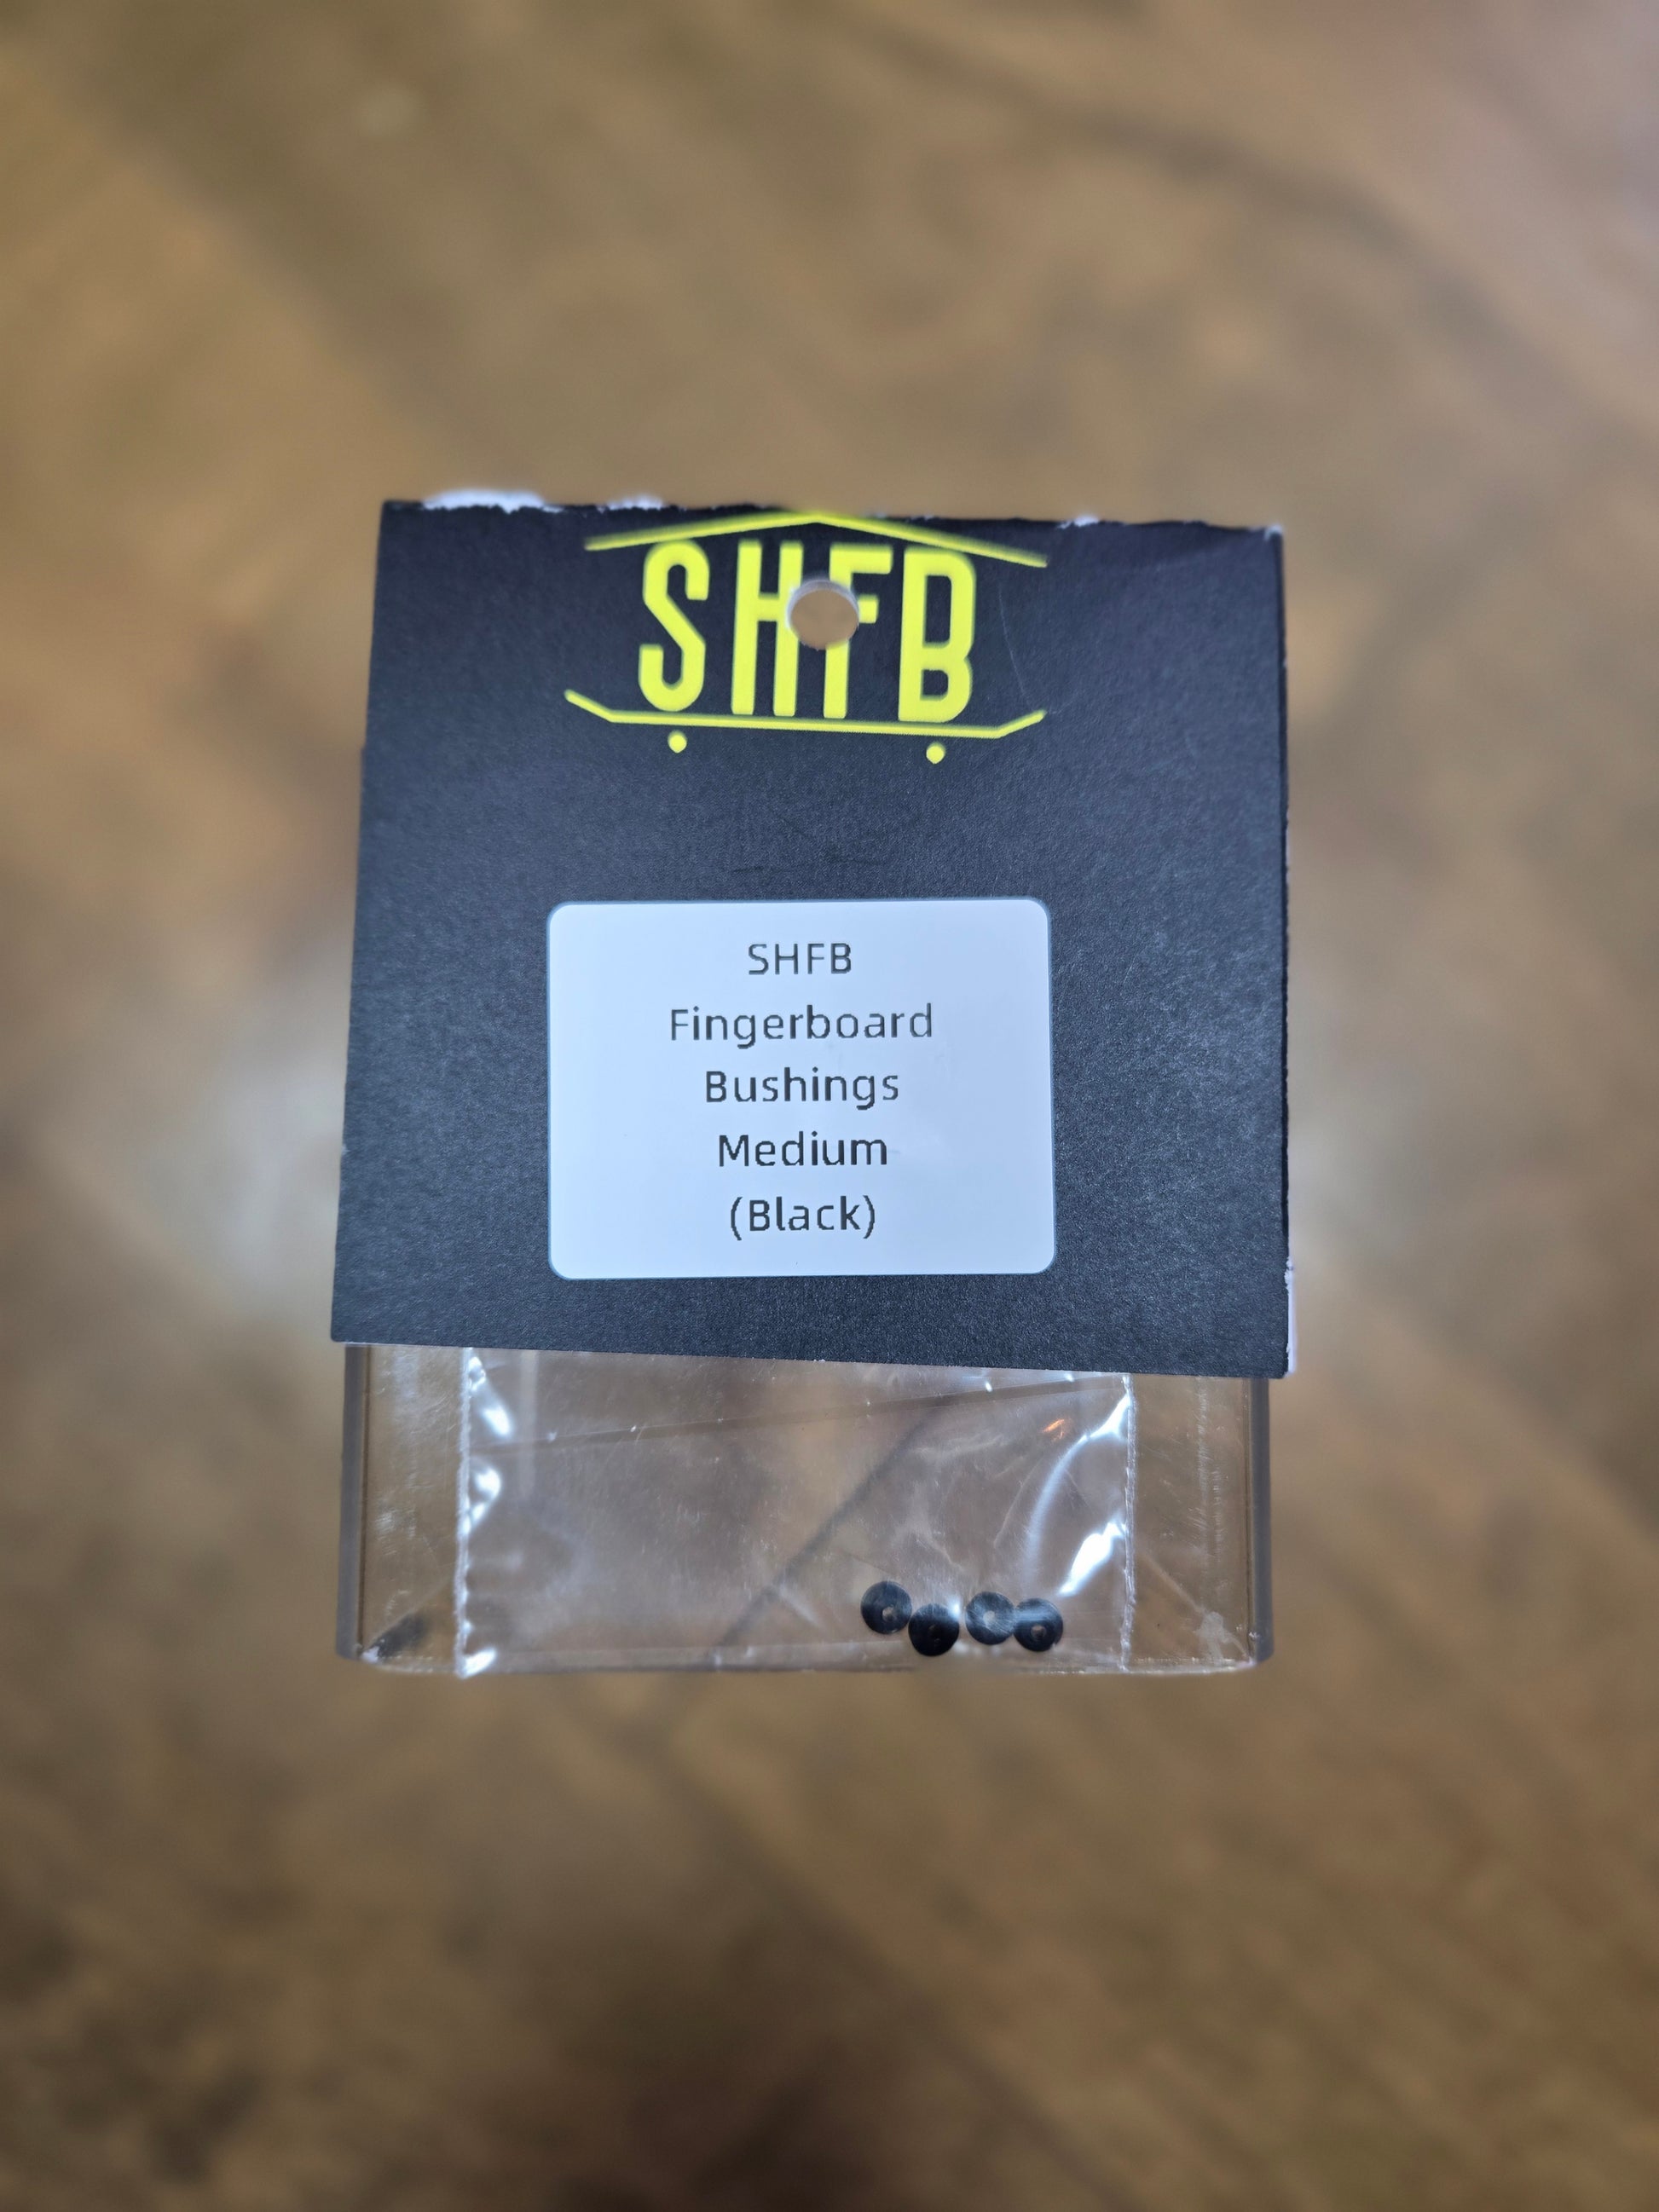 SHFB
SHFB
Fingerboard
Bushings
Medium
(Black)